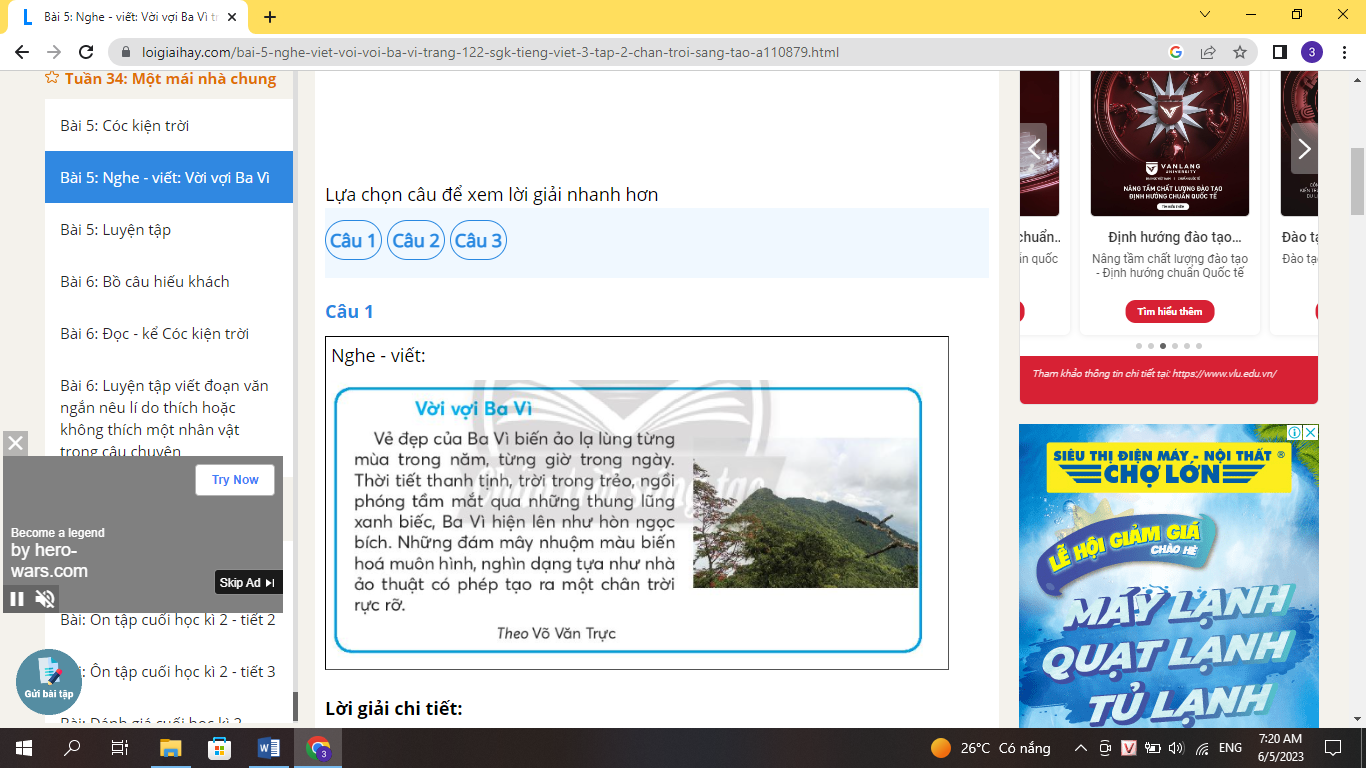 Bài 5: Nghe - viết: Vời vợi Ba Vì
loigiaihay.com/bai-5-nghe-viet-voi-voi-ba-vi-trang-122-sgk-tieng-viet-3-tap-2-chan-troi-sang-tao-a110879.html
3
Tuần 34: Một mái nhà chung
Bài 5: Cóc kiện trời
Bài 5: Nghe - viết: Vời vợi Ba Vì
Bài 5: Luyện tập
Bài 6: Bồ câu hiếu khách
Bài 6: Đọc - kể Cóc kiện trời
Bài 6: Luyện tập viết đoạn văn
ngắn nêu lí do thích hoặc
không thích một nhân vật
trong câu chuyện
Try Now
Become a legend
by hero-
wars.com
Skip Ad
Bài: Ôn tập cuối học kì 2 - tiết 2
Bài: Ôn tập cuối học kì 2 - tiết 3
Gửi bài tập
Bài: Đánh giá cuối học kì 2
Lựa chọn câu để xem lời giải nhanh hơn
Câu 1 Câu 2 Câu 3
Câu 1
Nghe - viết:
Vời vợi Ba Vì
Vẻ đẹp của Ba Vì biến ảo lạ lùng từng
mùa trong năm, từng giờ trong ngày.
Thời tiết thanh tịnh, trời trong trẻo, ngồi
phóng tầm mắt qua những thung lũng
xanh biếc, Ba Vì hiện lên như hòn ngọc
bích. Những đám mây nhuộm màu biến
hoá muôn hình, nghìn dạng tựa như nhà
ảo thuật có phép tạo ra một chân trời
rực rỡ.
Theo Võ Văn Trực
Lời giải chi tiết:
VANLANG
UNIVERSITY
NÂNG TẦM CHẤT LƯỢNG ĐÀO TẠO
ĐỊNH HƯỚNG CHUẨN QUỐC TẾ
chuẩn..
Định hướng đào tạo...
Nâng tầm chất lượng đào tạo
- Định hướng chuẩn Quốc tế
Tìm hiểu thêm
Tham khảo thông tin chi tiết tại: https://www.vlu.edu.vn/
SIÊU THỊ ĐIỆN MÁY - NỘI THẤT ®
CHỢ LỚN
LỄ HỘI GIẢM GIÁ
CHÀO HÈ
MÁY LẠNH
QUẠT LẠNH
TỦ LẠNH
26°C Có nắng
ENG
7:20 AM
6/5/2023